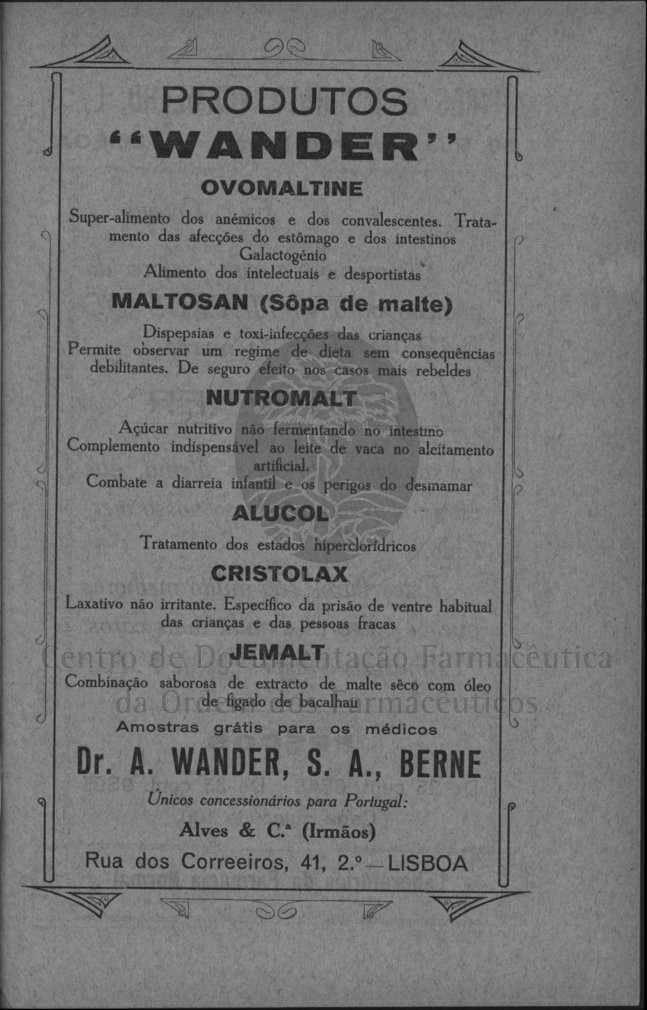 PRODUTOS
"WANDER"
OVOMALTINE
Super-alimento dos anémicos e dos convalescentes. Trata-
mento das afecções do estômago e dos intestinos
Galactogénio
Alimento dos intelectuais e desportistas
MALTOSAN (Sôpa de malte)
Dispepsias e toxi-infecções das crianças
Permite observar um regime de dieta sem consequências
debilitantes. De seguro efeito nos casos mais rebeldes
NUTROMALT
Açúcar nutritivo não fermentando no intestino
Complemento indispensável ao leite de vaca no aleitamento
artificial.
Combate a diarreia infantil e os perigos do desmamar
ALUCOL
Tratamento dos estados hiperclorídricos
CRISTOLAX
Laxativo não irritante. Específico da prisão de ventre habitual
das crianças e das pessoas fracas
JEMALT
Centro de Documentação Farmacêutica
Combinação saborosa de extracto de malte sêco com óleo
de fígado de bacalhau
da Ordem dos Farmacêuticos
Amostras grátis para os médicos
Dr. A. WANDER, S. A., BERNE
Únicos concessionários para Portugal:
Alves & C.ª (Irmãos)
Rua dos Correeiros, 41, 2.º — LISBOA